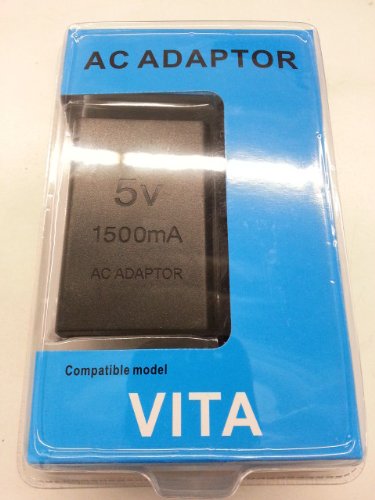 AC ADAPTOR
5v
1500mA
AC ADAPTOR
Compatible model
VITA